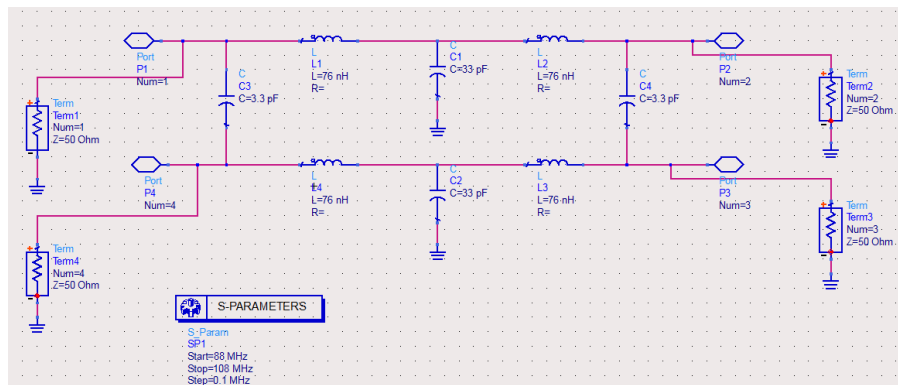 Port
P1
Num=1
L
L1
L=76 nH
R=
C
C1
C=33 pF
L
L2
L=76 nH
R=
Port
P2
Num=2
C
C3
C=3.3 pF
C
C4
C=3.3 pF
Term
Term1
Num=1
Z=50 Ohm
Term
Term2
Num=2
Z=50 Ohm
Port
P4
Num=4
L
L4
L=76 nH
R=
C
C2
C=33 pF
L
L3
L=76 nH
R=
Port
P3
Num=3
Term
Term4
Num=4
Z=50 Ohm
Term
Term3
Num=3
Z=50 Ohm
S-PARAMETERS
S_Param
SP1
Start=88 MHz
Stop=108 MHz
Step=0.1 MHz